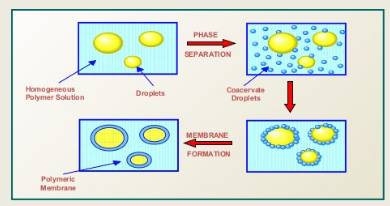 PHASE
SEPARATION
Homogeneous
Polymer Solution
Droplets
Coacervate
Droplets
MEMBRANE
FORMATION
Polymeric
Membrane